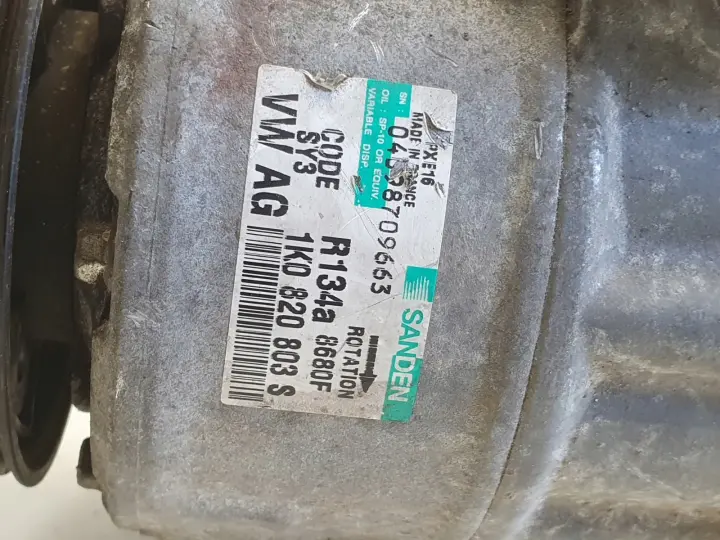 SANDEN
PXE16
MADE IN FRANCE
SN :
OIL : SP-10 OR EQUIV.
VARIABLE DISP.
ROTATION
CODE R134a 8680F
SY3
VW AG 1K0 820 803 S